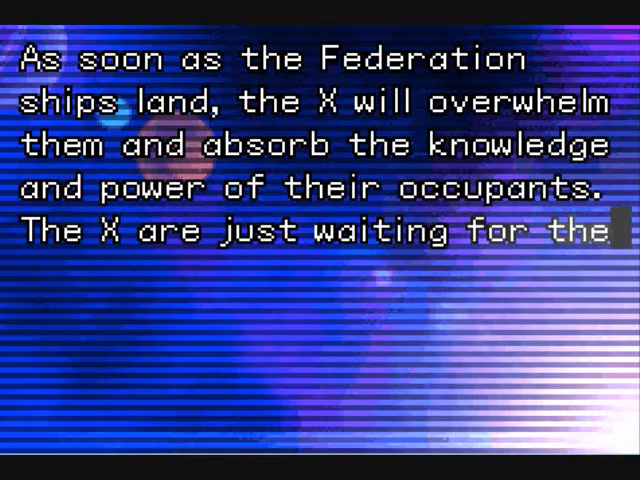 As soon as the Federation
ships land, the X will overwhelm
them and absorb the knowledge
and power of their occupants.
The X are just waiting for the